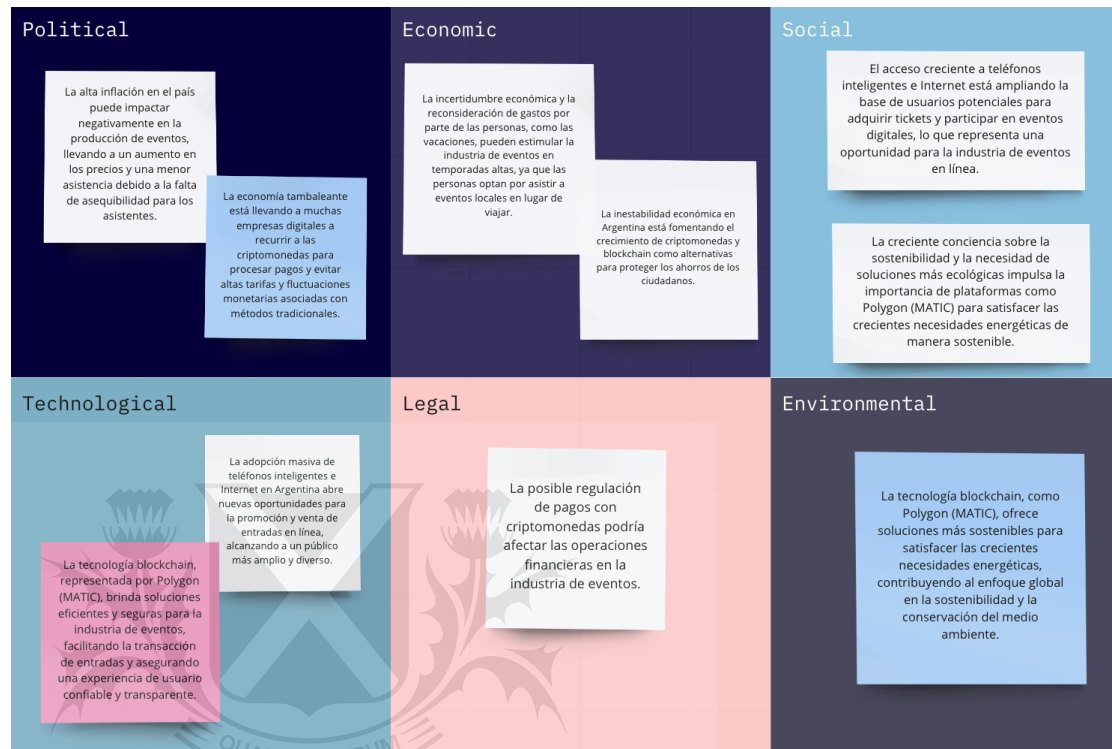 Political
La alta inflación en el país
puede impactar
negativamente en la
producción de eventos,
llevando a un aumento en
los precios y una menor
asistencia debido a la falta
de asequibilidad para los
asistentes.
La economía tambaleante
está llevando a muchas
empresas digitales a
recurrir a las
criptomonedas para
procesar pagos y evitar
altas tarifas y fluctuaciones
monetarias asociadas con
métodos tradicionales.
Economic
La incertidumbre económica y la
reconsideración de gastos por
parte de las personas, como las
vacaciones, pueden estimular la
industria de eventos en
temporadas altas, ya que las
personas optan por asistir a
eventos locales en lugar de
viajar.
La inestabilidad económica en
Argentina está fomentando el
crecimiento de criptomonedas y
blockchain como alternativas
para proteger los ahorros de los
ciudadanos.
Social
El acceso creciente a teléfonos
inteligentes e Internet está ampliando la
base de usuarios potenciales para
adquirir tickets y participar en eventos
digitales, lo que representa una
oportunidad para la industria de eventos
en línea.
La creciente conciencia sobre la
sostenibilidad y la necesidad de
soluciones más ecológicas impulsa la
importancia de plataformas como
Polygon (MATIC) para satisfacer las
crecientes necesidades energéticas de
manera sostenible.
Technological
La adopción masiva de
teléfonos inteligentes e
Internet en Argentina abre
nuevas oportunidades para
la promoción y venta de
entradas en línea,
alcanzando a un público
más amplio y diverso.
La tecnología blockchain,
representada por Polygon
(MATIC), brinda soluciones
eficientes y seguras para la
industria de eventos,
facilitando la transacción
de entradas y asegurando
una experiencia de usuario
confiable y transparente.
Legal
La posible regulación
de pagos con
criptomonedas podría
afectar las operaciones
financieras en la
industria de eventos.
Environmental
La tecnología blockchain, como
Polygon (MATIC), ofrece
soluciones más sostenibles para
satisfacer las crecientes
necesidades energéticas,
contribuyendo al enfoque global
en la sostenibilidad y la
conservación del medio
ambiente.